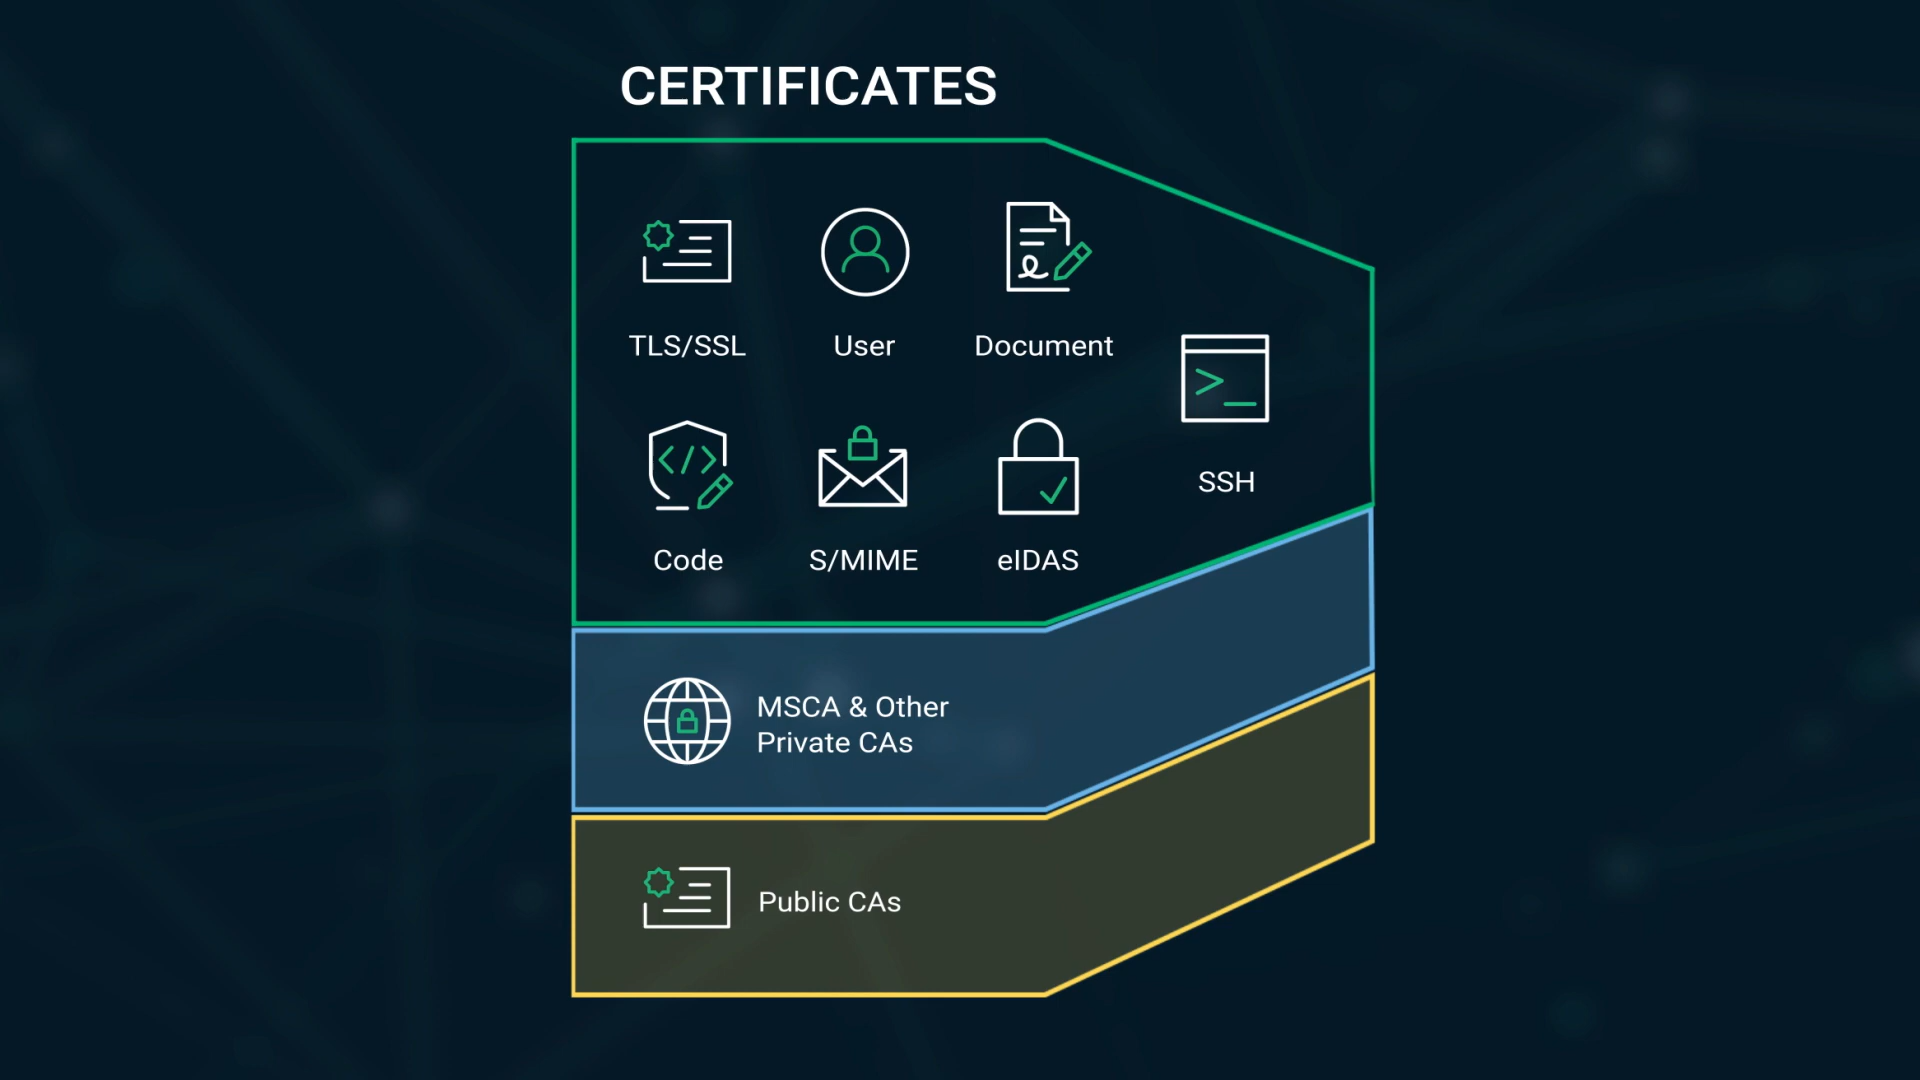 CERTIFICATES
TLS/SSL
User
Document
SSH
Code
S/MIME
eIDAS
MSCA & Other
Private CAs
Public CAs